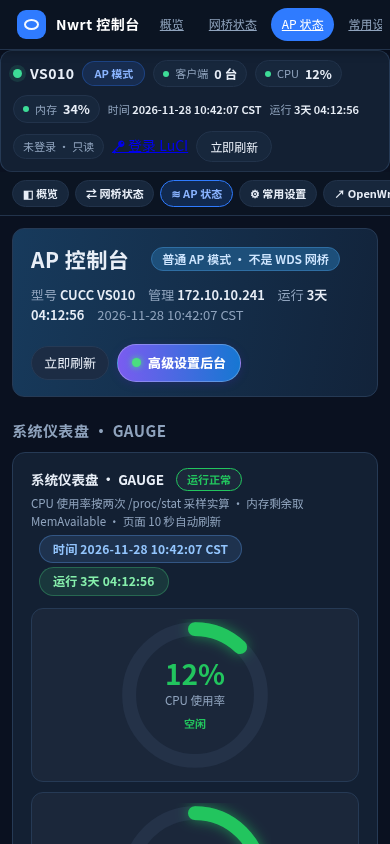 Nwrt 控制台 概览 网桥状态 AP 状态 常用设
VS010 AP 模式 客户端 0 台 CPU 12%
内存 34% 时间 2026-11-28 10:42:07 CST 运行 3天 04:12:56
未登录 · 只读 立即刷新
概览 网桥状态 AP 状态 常用设置 OpenWr
AP 控制台 普通 AP 模式 · 不是 WDS 网桥
型号 CUCC VS010 管理 172.10.10.241 运行 3天
04:12:56 2026-11-28 10:42:07 CST
立即刷新 高级设置后台
系统仪表盘 · GAUGE
系统仪表盘 · GAUGE 运行正常
CPU 使用率按两次 /proc/stat 采样实算 · 内存剩余取
MemAvailable · 页面 10 秒自动刷新
时间 2026-11-28 10:42:07 CST
运行 3天 04:12:56
12%
CPU 使用率
空闲